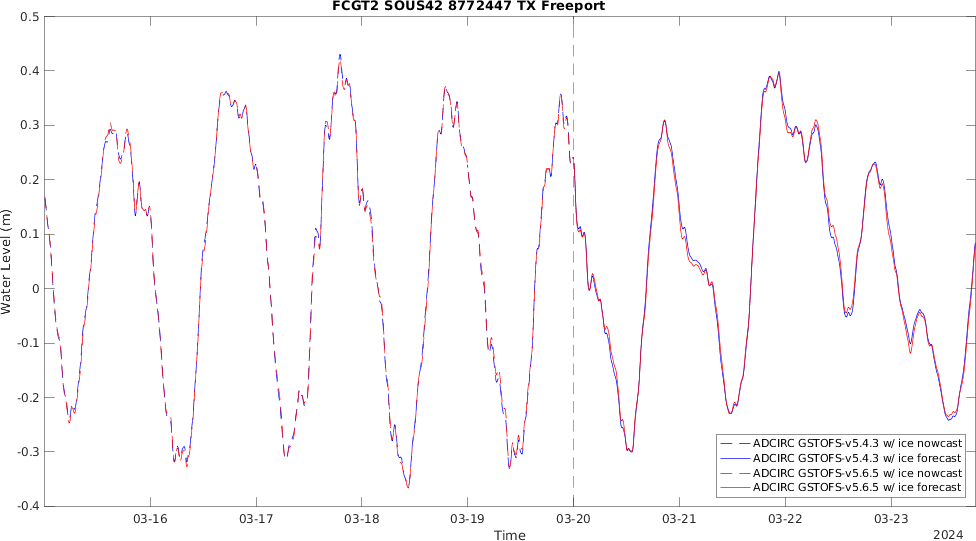 FCGT2 SOUS42 8772447 TX Freeport
0.5
0.4
0.3
0.2
0.1
0
-0.1
-0.2
-0.3
-0.4
Water Level (m)
03-16
03-17
03-18
03-19
03-20
03-21
03-22
03-23
Time
2024
ADCIRC GSTOFS-v5.4.3 w/ ice nowcast
ADCIRC GSTOFS-v5.4.3 w/ ice forecast
ADCIRC GSTOFS-v5.6.5 w/ ice nowcast
ADCIRC GSTOFS-v5.6.5 w/ ice forecast